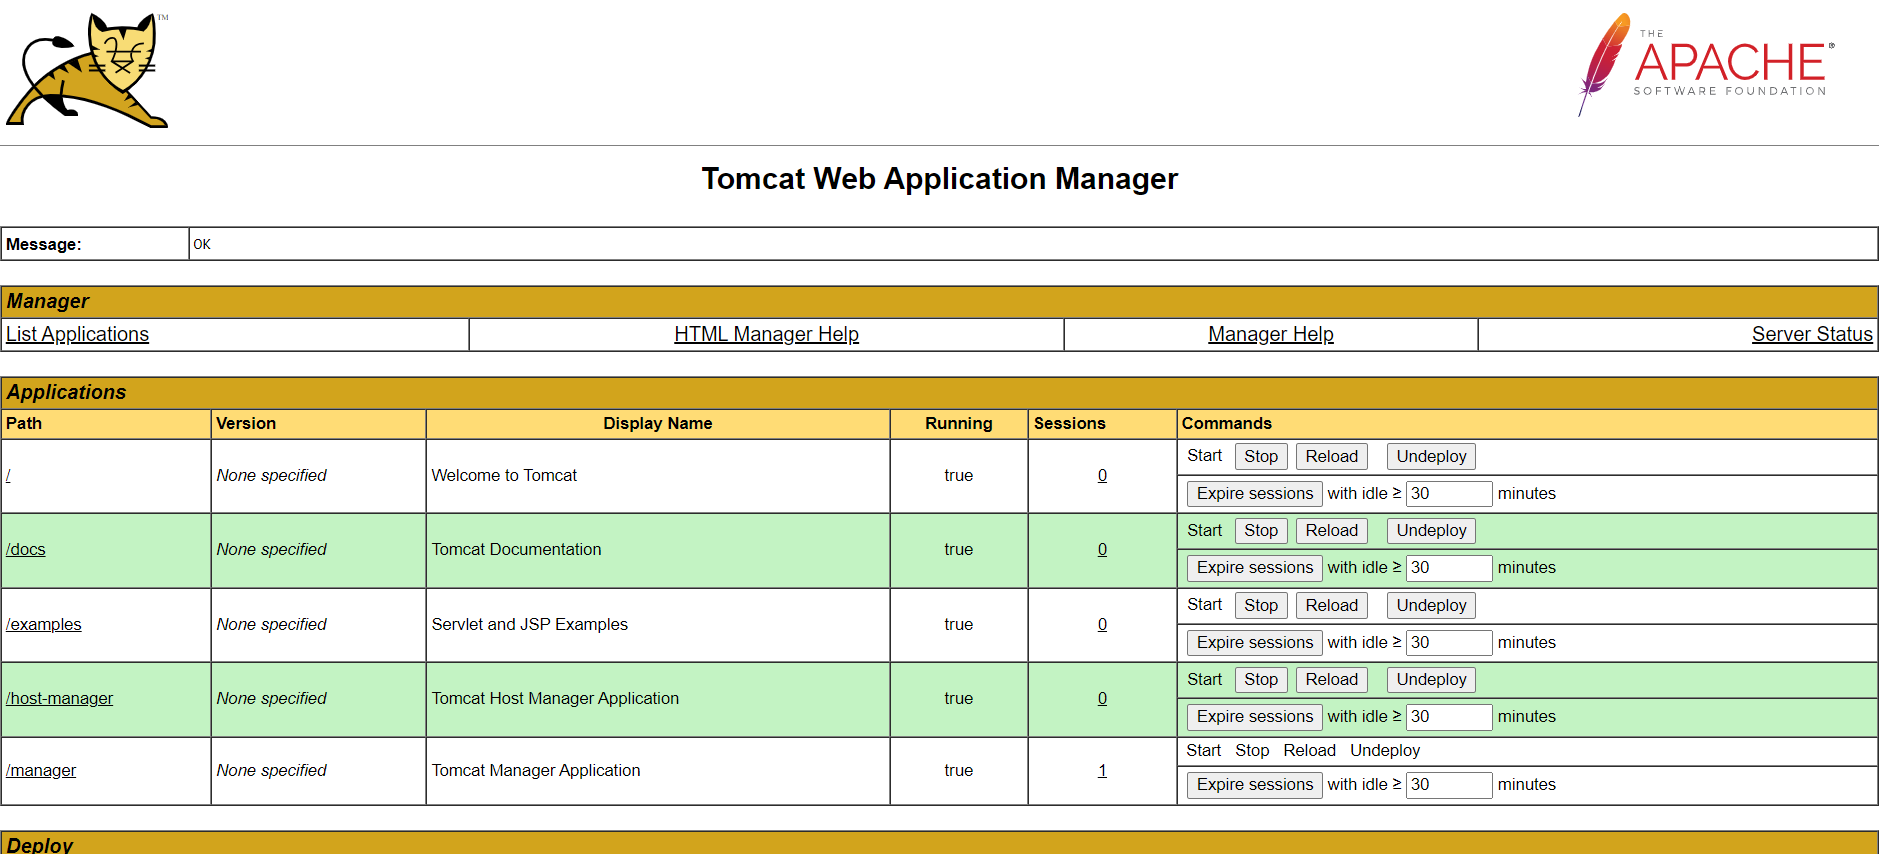 TM
THE
APACHE®
SOFTWARE FOUNDATION
Tomcat Web Application Manager
Message: OK
Manager
List Applications HTML Manager Help Manager Help Server Status
Applications
Path Version Display Name Running Sessions Commands
/ None specified Welcome to Tomcat true 0 Start Stop Reload Undeploy
Expire sessions with idle ≥ 30 minutes
/docs None specified Tomcat Documentation true 0 Start Stop Reload Undeploy
Expire sessions with idle ≥ 30 minutes
/examples None specified Servlet and JSP Examples true 0 Start Stop Reload Undeploy
Expire sessions with idle ≥ 30 minutes
/host-manager None specified Tomcat Host Manager Application true 0 Start Stop Reload Undeploy
Expire sessions with idle ≥ 30 minutes
/manager None specified Tomcat Manager Application true 1 Start Stop Reload Undeploy
Expire sessions with idle ≥ 30 minutes
Deploy